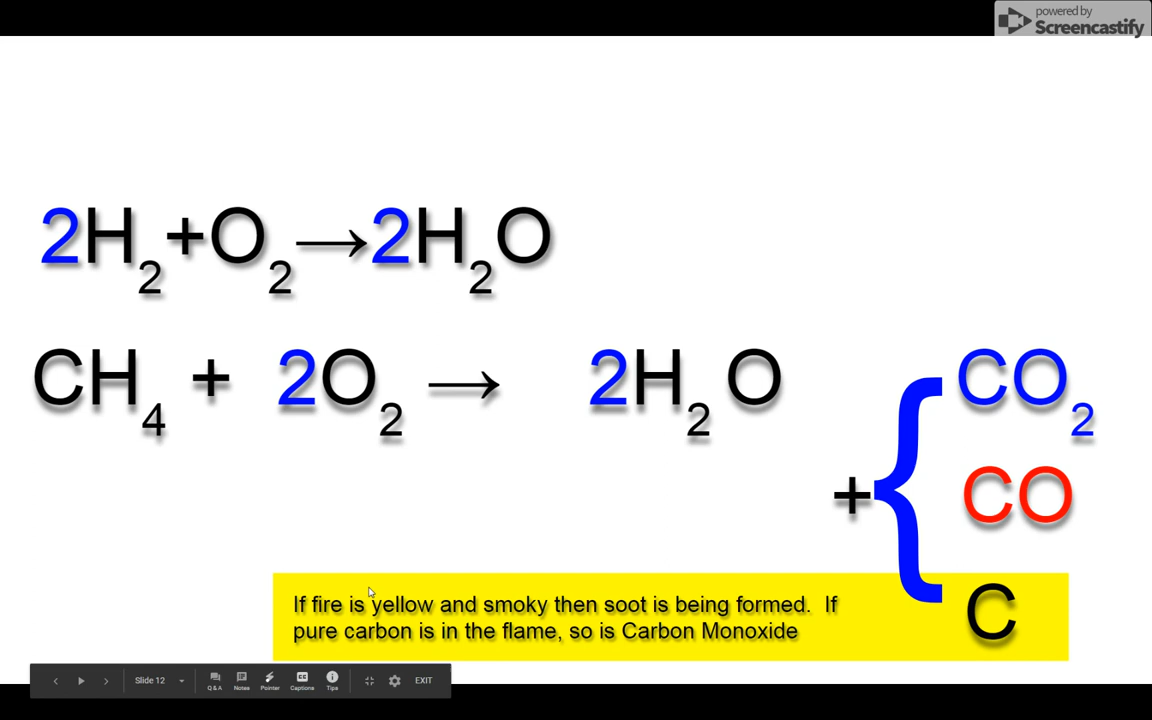 powered by
Screencastify
2H₂+O₂→2H₂O
CH₄ + 2O₂ → 2H₂ O
+ { CO₂
CO
C
If fire is yellow and smoky then soot is being formed. If
pure carbon is in the flame, so is Carbon Monoxide
Slide 12
Q & A Notes Pointer Captions Tips EXIT